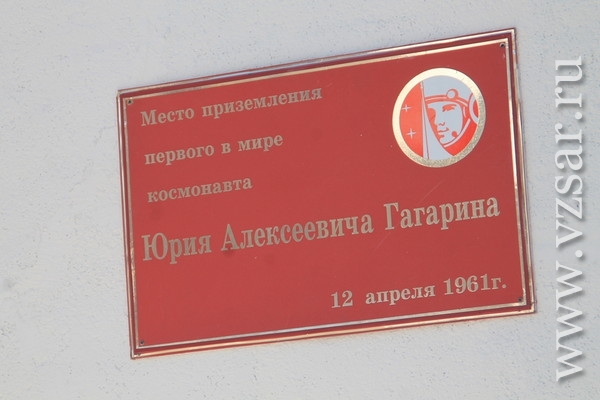 Место приземления
первого в мире
космонавта
Юрия Алексеевича Гагарина
12 апреля 1961г.
www.vzsar.ru